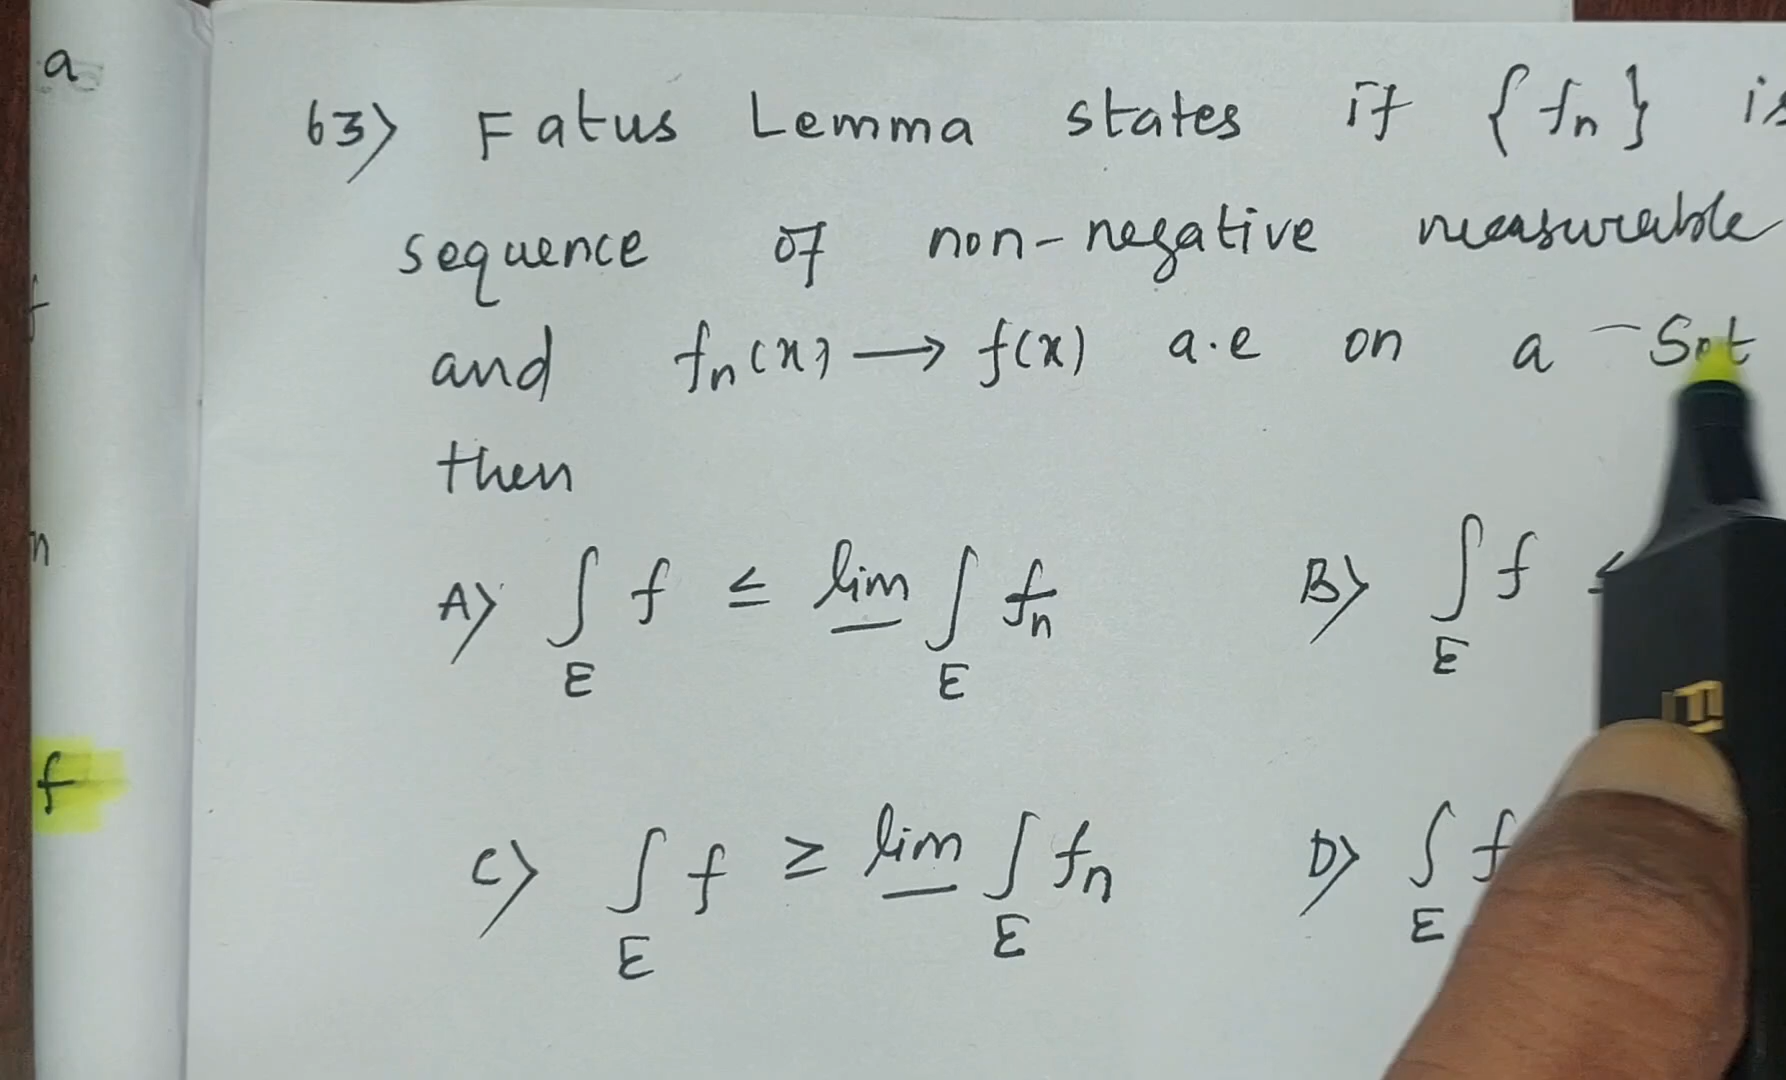 a
63) Fatus Lemma states if {fn} is
sequence of non-negative measurable
and fn(x) → f(x) a.e on a Set
then
n
A) ∫ f ≤ lim ∫ fn B) ∫ f ≤
E E E
f
C) ∫ f ≥ lim ∫ fn D) ∫ f
E E E